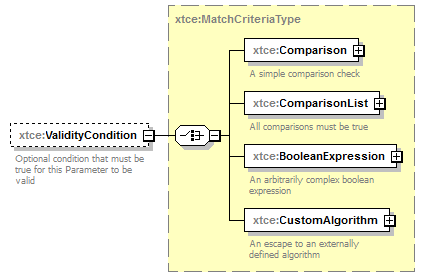 xtce:MatchCriteriaType
xtce:Comparison
A simple comparison check
xtce:ComparisonList
All comparisons must be true
xtce:ValidityCondition
Optional condition that must be
true for this Parameter to be
valid
xtce:BooleanExpression
An arbitrarily complex boolean
expression
xtce:CustomAlgorithm
An escape to an externally
defined algorithm